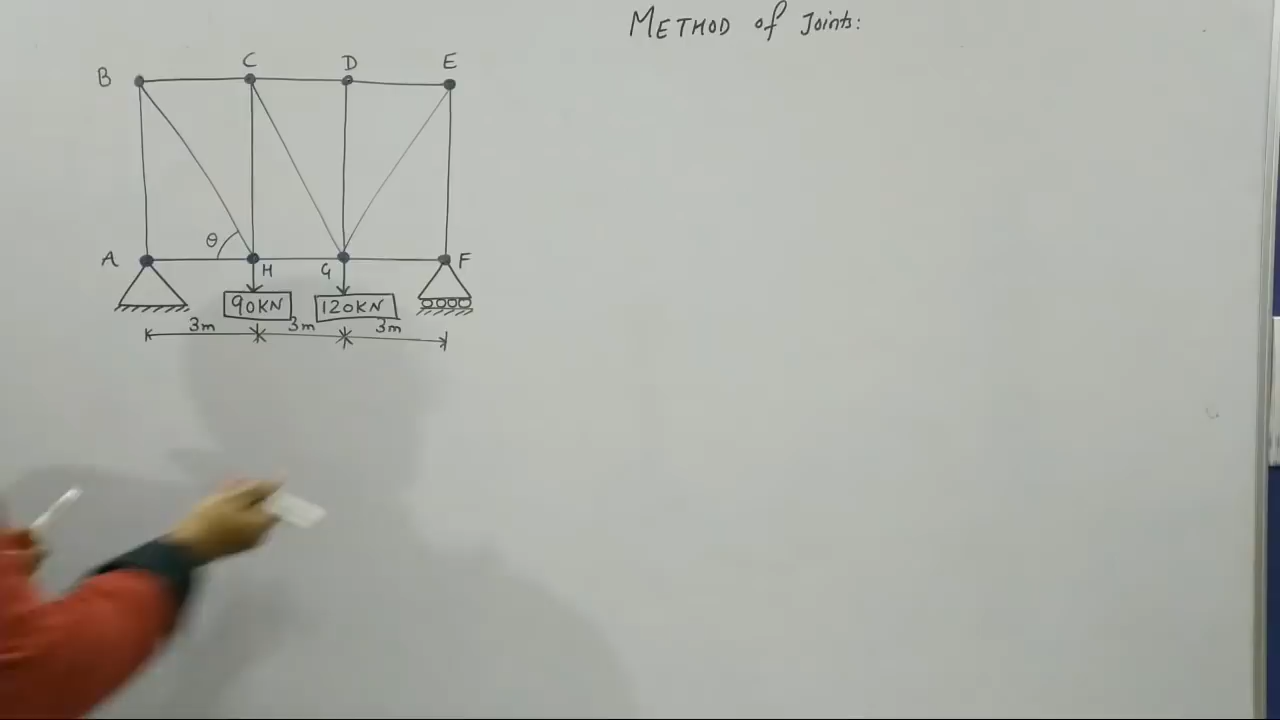 METHOD of Joints:
B C D E
θ
A H G F
90KN 120KN
3m 3m 3m